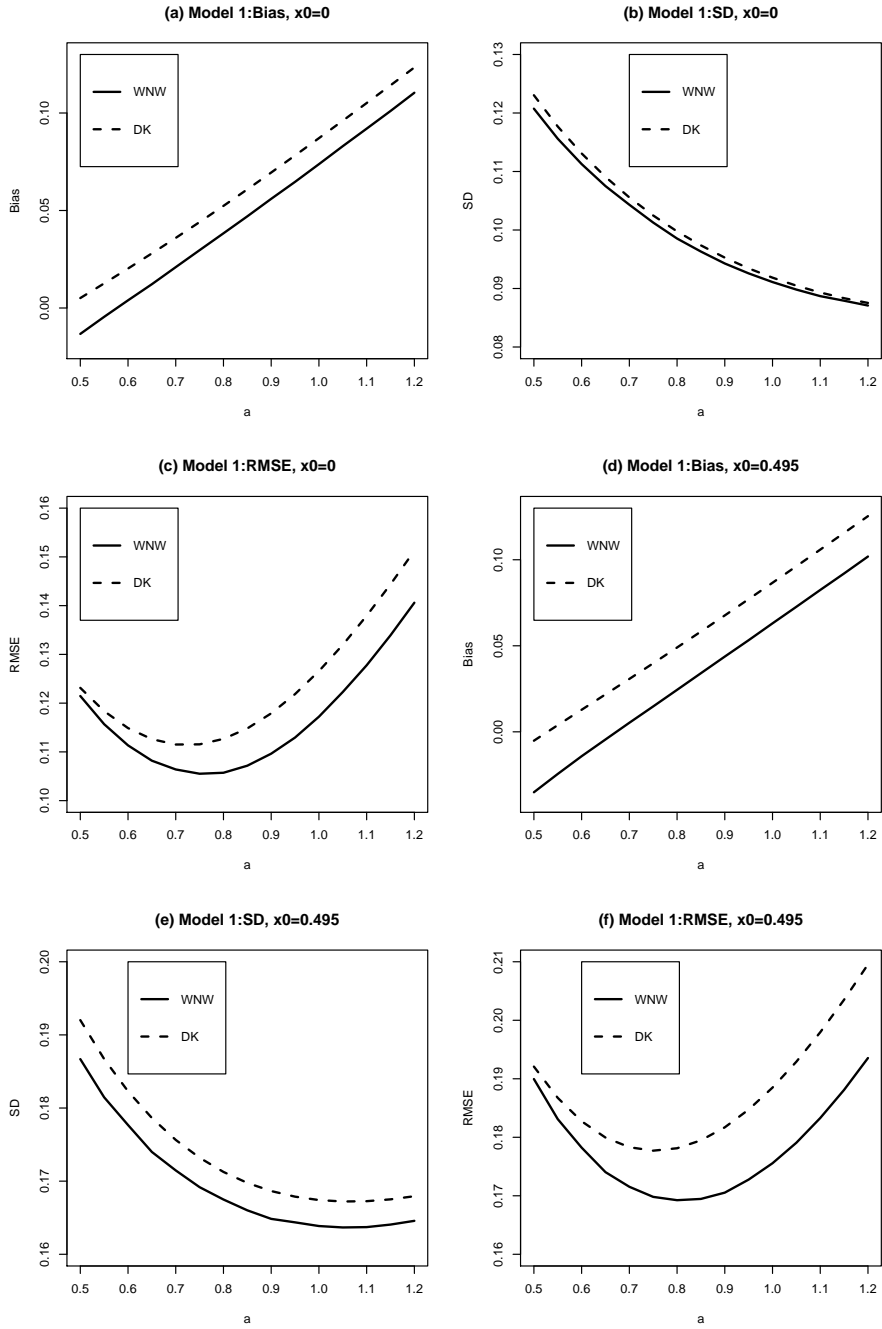 (a) Model 1:Bias, x0=0
Bias
0.00 0.05 0.10
WNW
DK
0.5 0.6 0.7 0.8 0.9 1.0 1.1 1.2
a
(b) Model 1:SD, x0=0
SD
0.08 0.09 0.10 0.11 0.12 0.13
WNW
DK
0.5 0.6 0.7 0.8 0.9 1.0 1.1 1.2
a
(c) Model 1:RMSE, x0=0
RMSE
0.10 0.11 0.12 0.13 0.14 0.15 0.16
WNW
DK
0.5 0.6 0.7 0.8 0.9 1.0 1.1 1.2
a
(d) Model 1:Bias, x0=0.495
Bias
0.00 0.05 0.10
WNW
DK
0.5 0.6 0.7 0.8 0.9 1.0 1.1 1.2
a
(e) Model 1:SD, x0=0.495
SD
0.16 0.17 0.18 0.19 0.20
WNW
DK
0.5 0.6 0.7 0.8 0.9 1.0 1.1 1.2
a
(f) Model 1:RMSE, x0=0.495
RMSE
0.16 0.17 0.18 0.19 0.20 0.21
WNW
DK
0.5 0.6 0.7 0.8 0.9 1.0 1.1 1.2
a